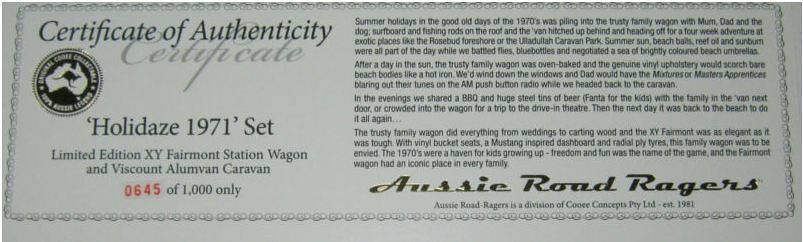 Certificate of Authenticity
Certificate
ORIGINAL COOEE COLLECTABLE
100% AUSSIE LEGEND
'Holidaze 1971' Set
Limited Edition XY Fairmont Station Wagon
and Viscount Alumvan Caravan
0645 of 1,000 only
Summer holidays in the good old days of the 1970's was piling into the trusty family wagon with Mum, Dad and the
dog; surfboard and fishing rods on the roof and the 'van hitched up behind and heading off for a four week adventure at
exotic places like the Rosebud foreshore or the Ulladullah Caravan Park. Summer sun, beach balls, reef oil and sunburn
were all part of the day while we battled flies, bluebottles and negotiated a sea of brightly coloured beach umbrellas.
After a day in the sun, the trusty family wagon was oven-baked and the genuine vinyl upholstery would scorch bare
beach bodies like a hot iron. We'd wind down the windows and Dad would have the Mixtures or Masters Apprentices
blaring out their tunes on the AM push button radio while we headed back to the caravan.
In the evenings we shared a BBQ and huge steel tins of beer (Fanta for the kids) with the family in the 'van next
door, or crowded into the wagon for a trip to the drive-in theatre. Then the next day it was back to the beach to do
it all again...
The trusty family wagon did everything from weddings to carting wood and the XY Fairmont was as elegant as it
was tough. With vinyl bucket seats, a Mustang inspired dashboard and radial ply tyres, this family wagon was to be
envied. The 1970's were a haven for kids growing up - freedom and fun was the name of the game, and the Fairmont
wagon had an iconic place in every family.
Aussie Road Ragers
Aussie Road-Ragers is a division of Cooee Concepts Pty Ltd - est. 1981